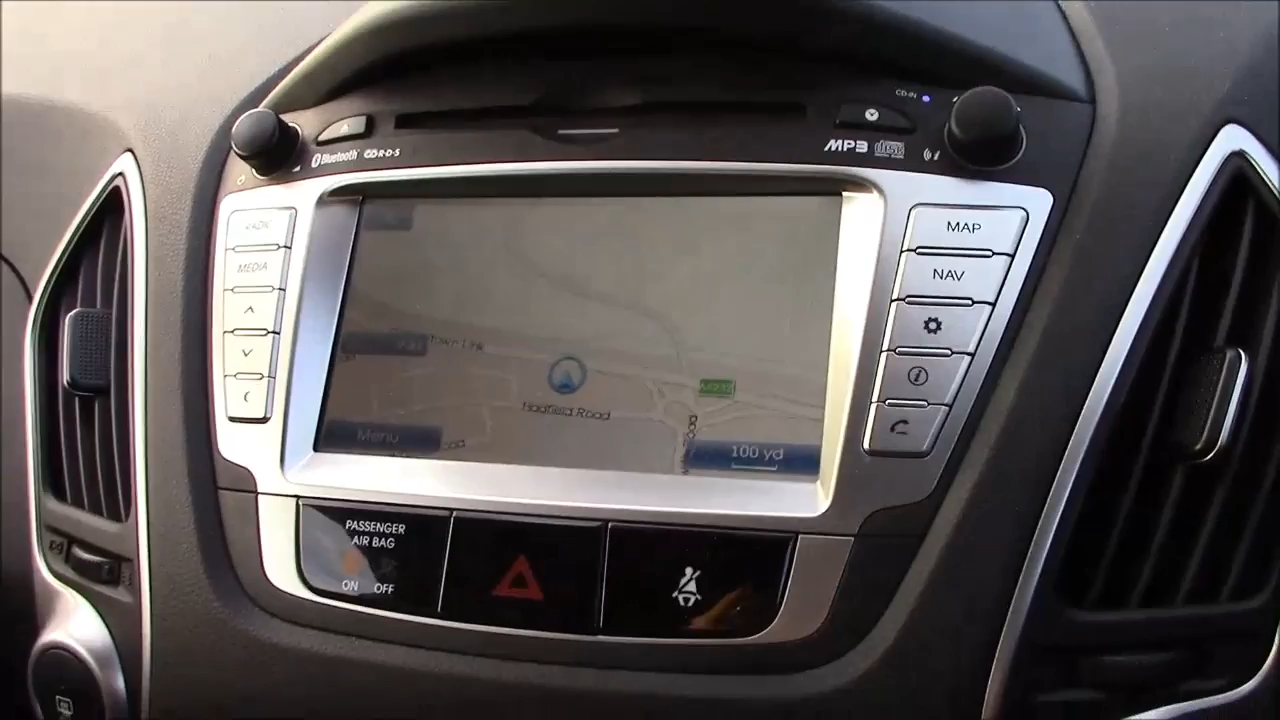 CD-IN
Bluetooth R·D·S
MP3
RADIO
MEDIA
MAP
NAV
Town Link
Hadfield Road
Menu
100 yd
PASSENGER
AIR BAG
ON OFF